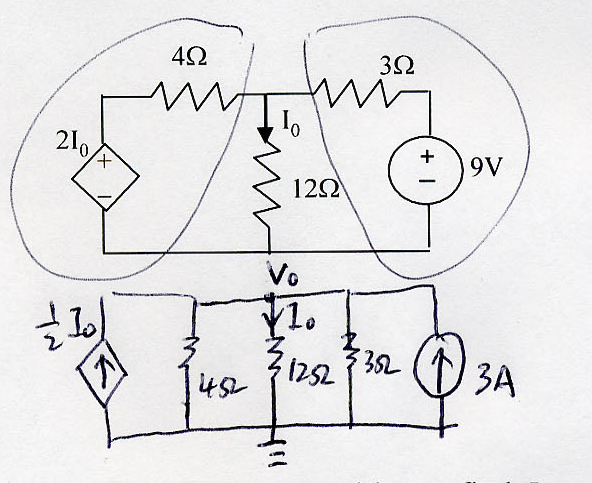 4Ω 3Ω
2I₀ + − I₀ 12Ω + − 9V
V₀
½ I₀ I₀ 4Ω 12Ω 3Ω 3A